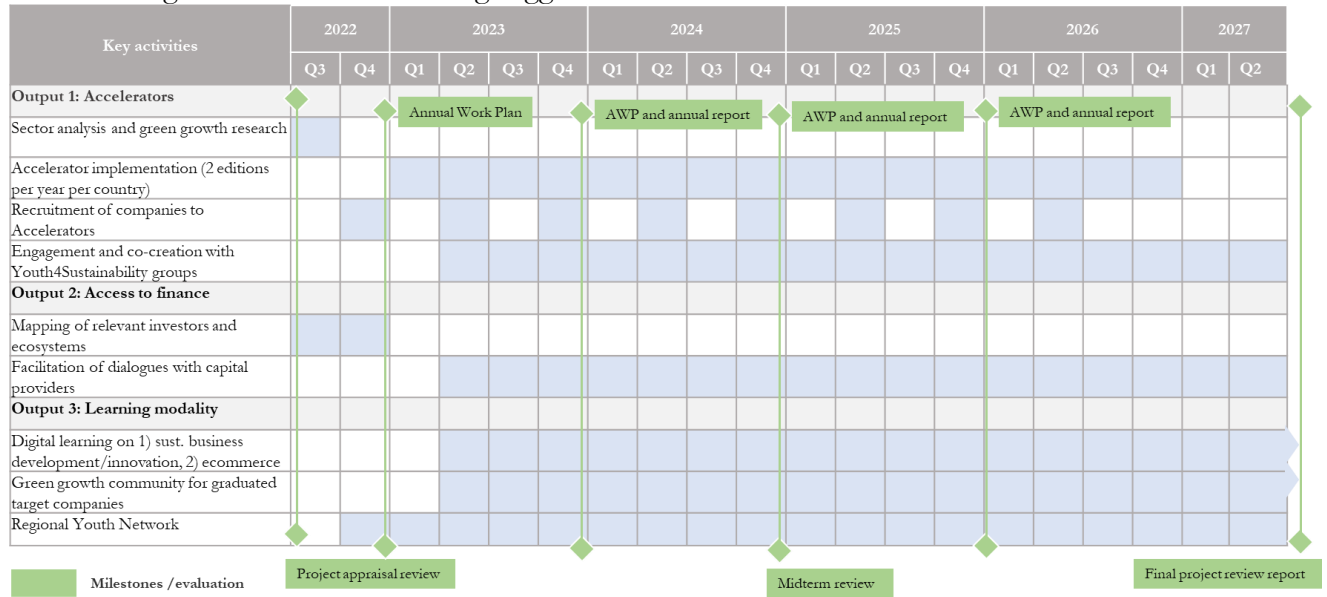 Key activities
2022 2023 2024 2025 2026 2027
Q3 Q4 Q1 Q2 Q3 Q4 Q1 Q2 Q3 Q4 Q1 Q2 Q3 Q4 Q1 Q2 Q3 Q4 Q1 Q2
Output 1: Accelerators
Annual Work Plan
AWP and annual report
AWP and annual report
AWP and annual report
Sector analysis and green growth research
Accelerator implementation (2 editions
per year per country)
Recruitment of companies to
Accelerators
Engagement and co-creation with
Youth4Sustainability groups
Output 2: Access to finance
Mapping of relevant investors and
ecosystems
Facilitation of dialogues with capital
providers
Output 3: Learning modality
Digital learning on 1) sust. business
development/innovation, 2) ecommerce
Green growth community for graduated
target companies
Regional Youth Network
Project appraisal review
Midterm review
Final project review report
Milestones /evaluation